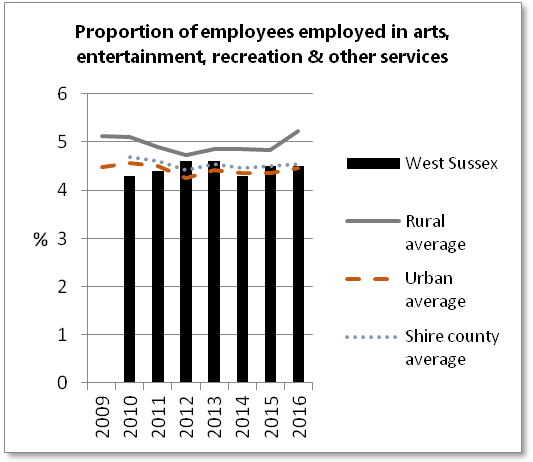 Proportion of employees employed in arts,
entertainment, recreation & other services
6
5
4
3
2
1
0
%
2009
2010
2011
2012
2013
2014
2015
2016
West Sussex
Rural
average
Urban
average
Shire county
average